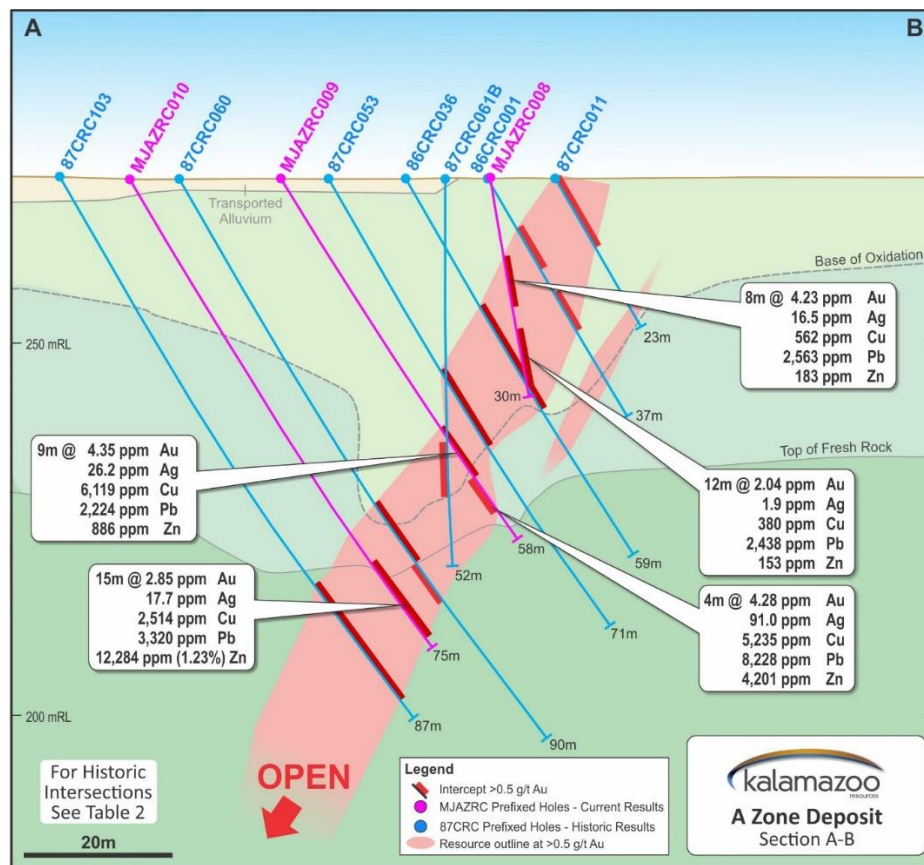 A
B
87CRC103
MJAZRC010
87CRC060
MJAZRC009
87CRC053
86CRC036
87CRC061B
86CRC001
MJAZRC008
87CRC011
Transported
Alluvium
Base of Oxidation
8m @ 4.23 ppm Au
16.5 ppm Ag
562 ppm Cu
2,563 ppm Pb
183 ppm Zn
23m
250 mRL
30m
37m
Top of Fresh Rock
9m @ 4.35 ppm Au
26.2 ppm Ag
6,119 ppm Cu
2,224 ppm Pb
886 ppm Zn
12m @ 2.04 ppm Au
1.9 ppm Ag
380 ppm Cu
2,438 ppm Pb
153 ppm Zn
58m
59m
52m
15m @ 2.85 ppm Au
17.7 ppm Ag
2,514 ppm Cu
3,320 ppm Pb
12,284 ppm (1.23%) Zn
4m @ 4.28 ppm Au
91.0 ppm Ag
5,235 ppm Cu
8,228 ppm Pb
4,201 ppm Zn
71m
75m
200 mRL
87m
90m
For Historic
Intersections
See Table 2
20m
OPEN
Legend
Intercept >0.5 g/t Au
MJAZRC Prefixed Holes - Current Results
87CRC Prefixed Holes - Historic Results
Resource outline at >0.5 g/t Au
kalamazoo
resources
A Zone Deposit
Section A-B